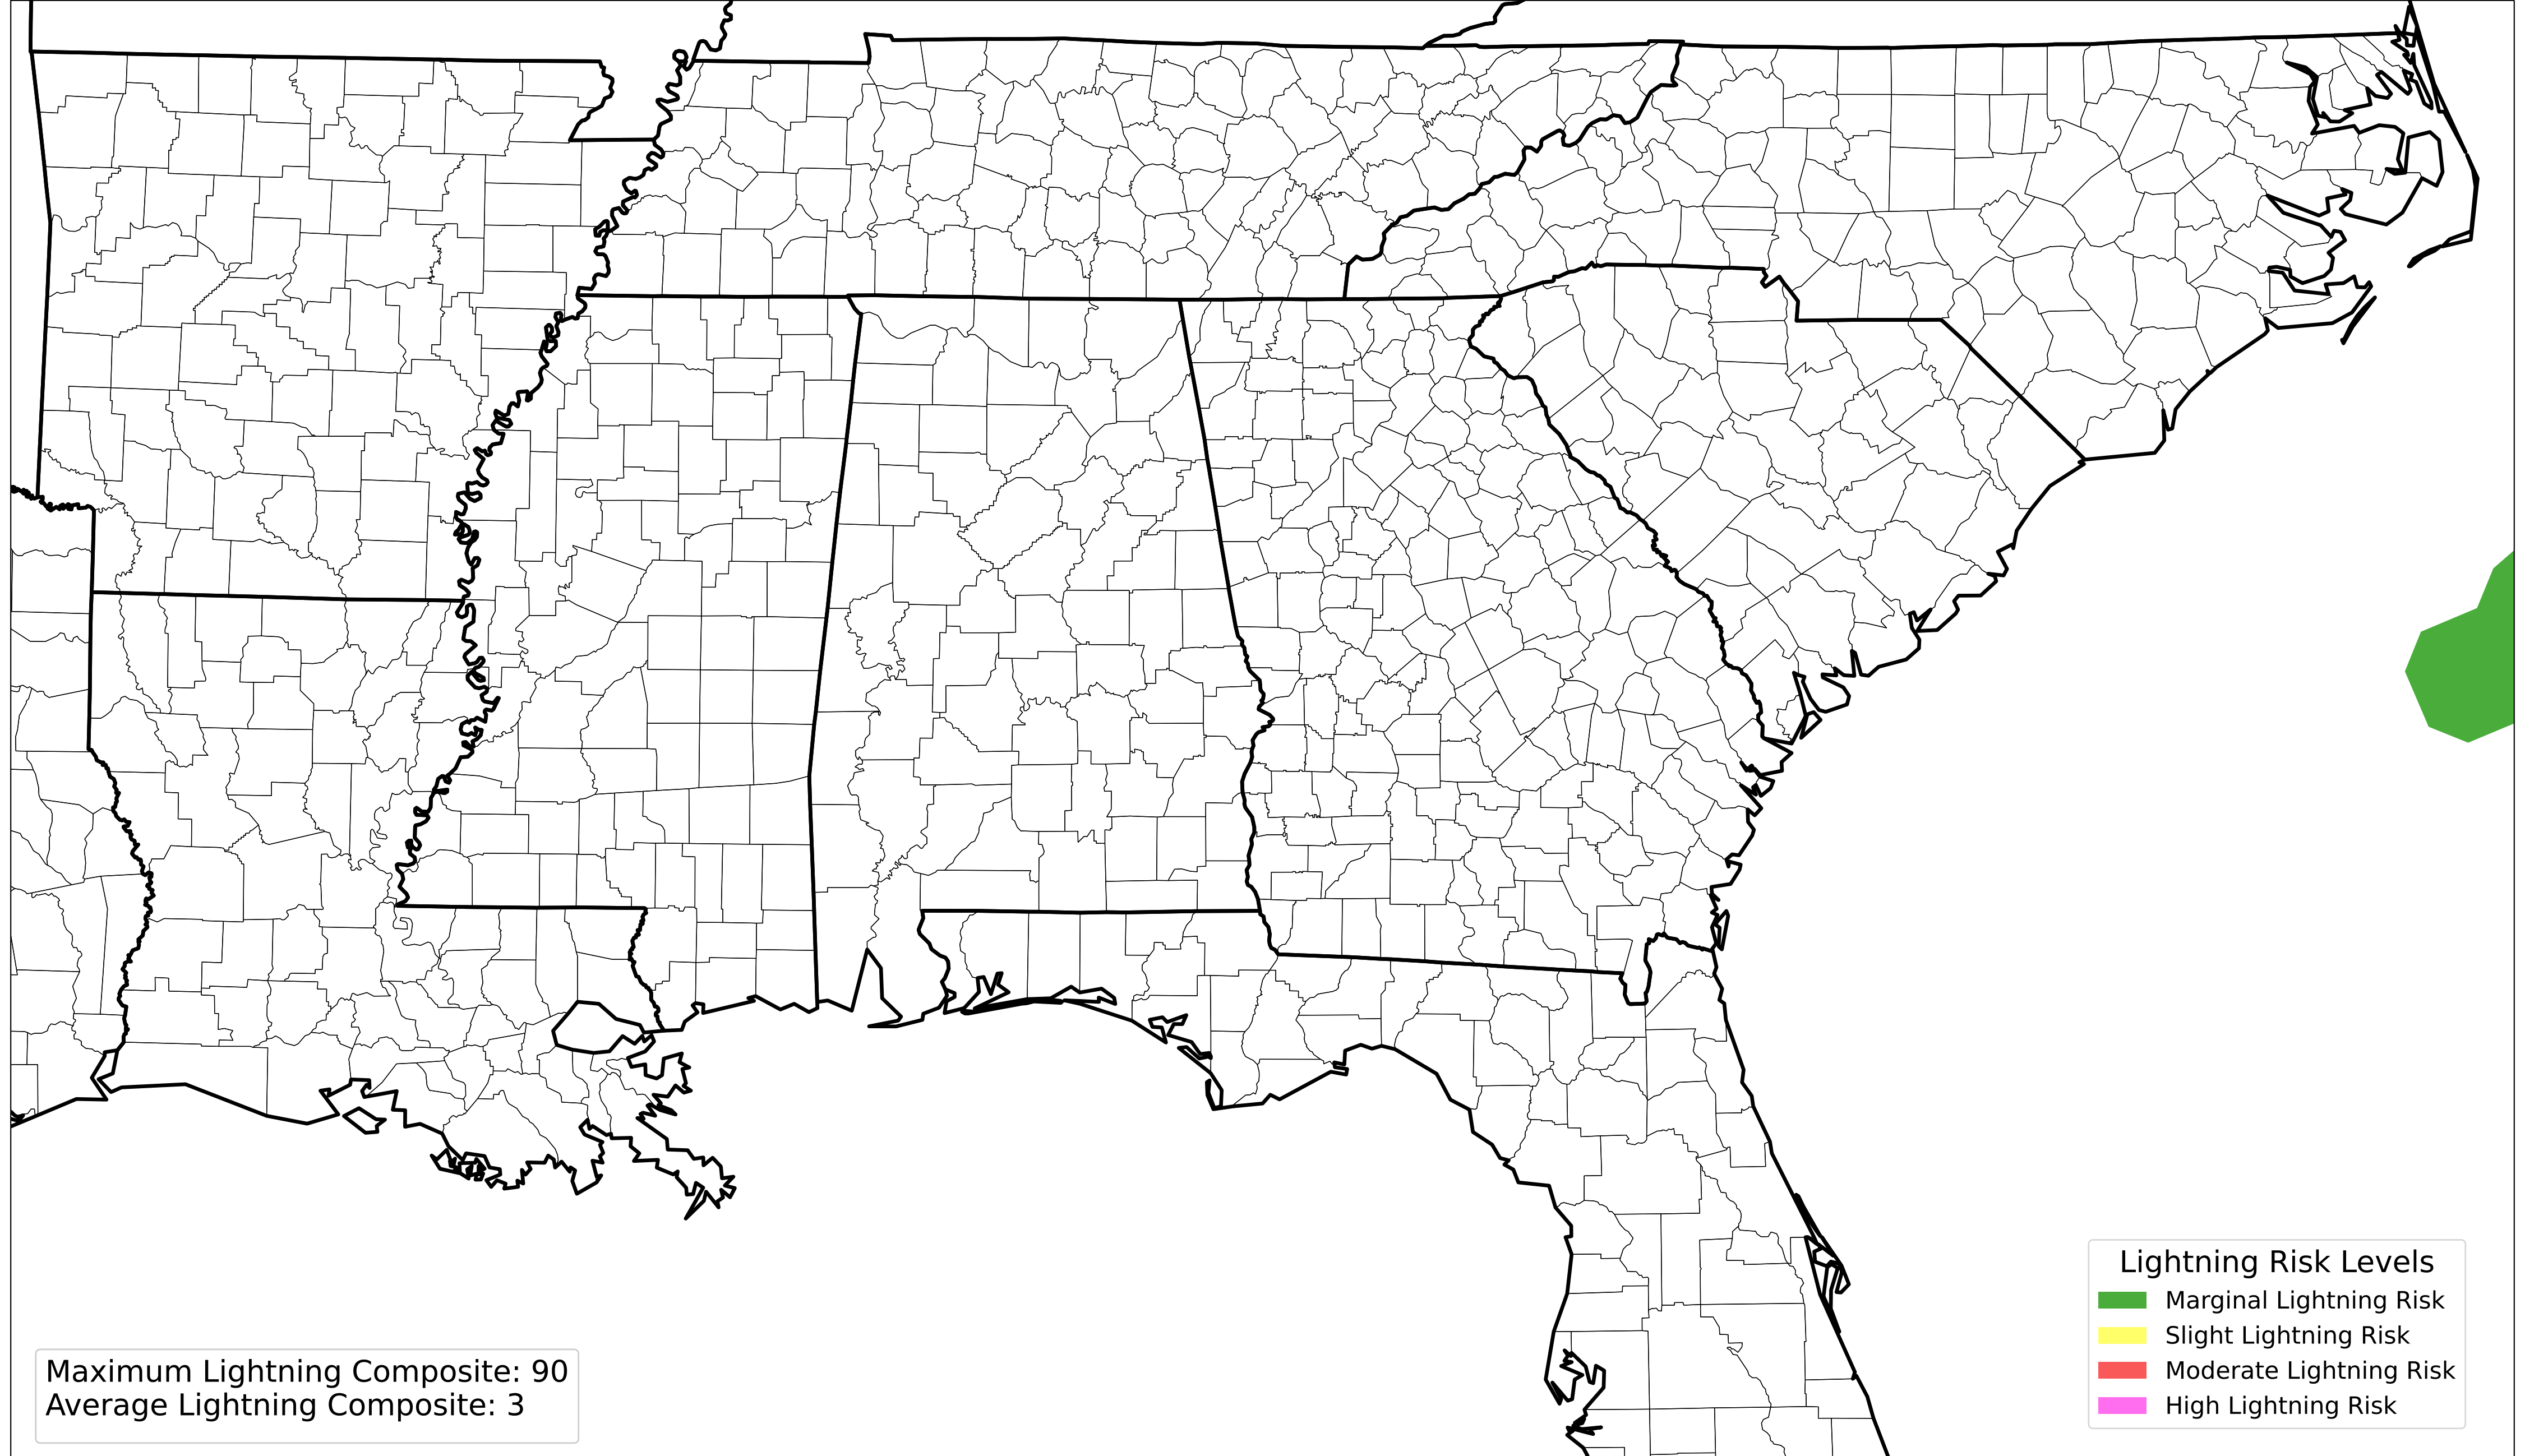 Lightning Risk Levels
Marginal Lightning Risk
Slight Lightning Risk
Moderate Lightning Risk
High Lightning Risk
Maximum Lightning Composite: 90
Average Lightning Composite: 3